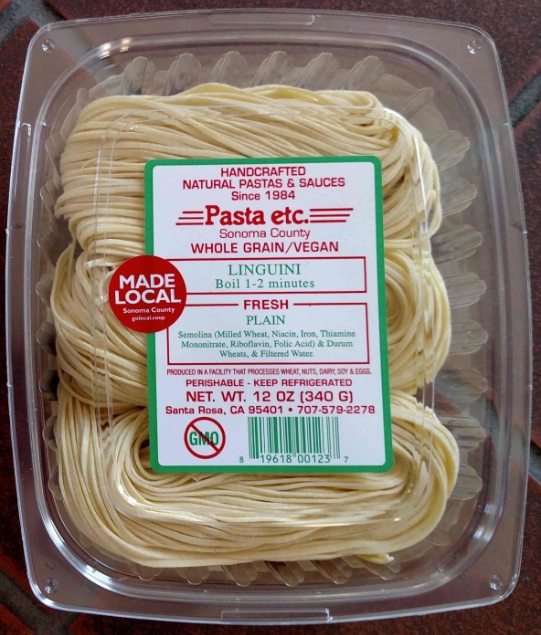 HANDCRAFTED
NATURAL PASTAS & SAUCES
Since 1984
Pasta etc.
Sonoma County
WHOLE GRAIN/VEGAN
LINGUINI
Boil 1-2 minutes
MADE
LOCAL
Sonoma County
golocal.coop
FRESH
PLAIN
Semolina (Milled Wheat, Niacin, Iron, Thiamine
Mononitrate, Riboflavin, Folic Acid) & Durum
Wheats, & Filtered Water.
PRODUCED IN A FACILITY THAT PROCESSES WHEAT, NUTS, DAIRY, SOY & EGGS.
PERISHABLE - KEEP REFRIGERATED
NET. WT. 12 OZ (340 G)
Santa Rosa, CA 95401 • 707-579-2278
GMO
8 19618 00123 7